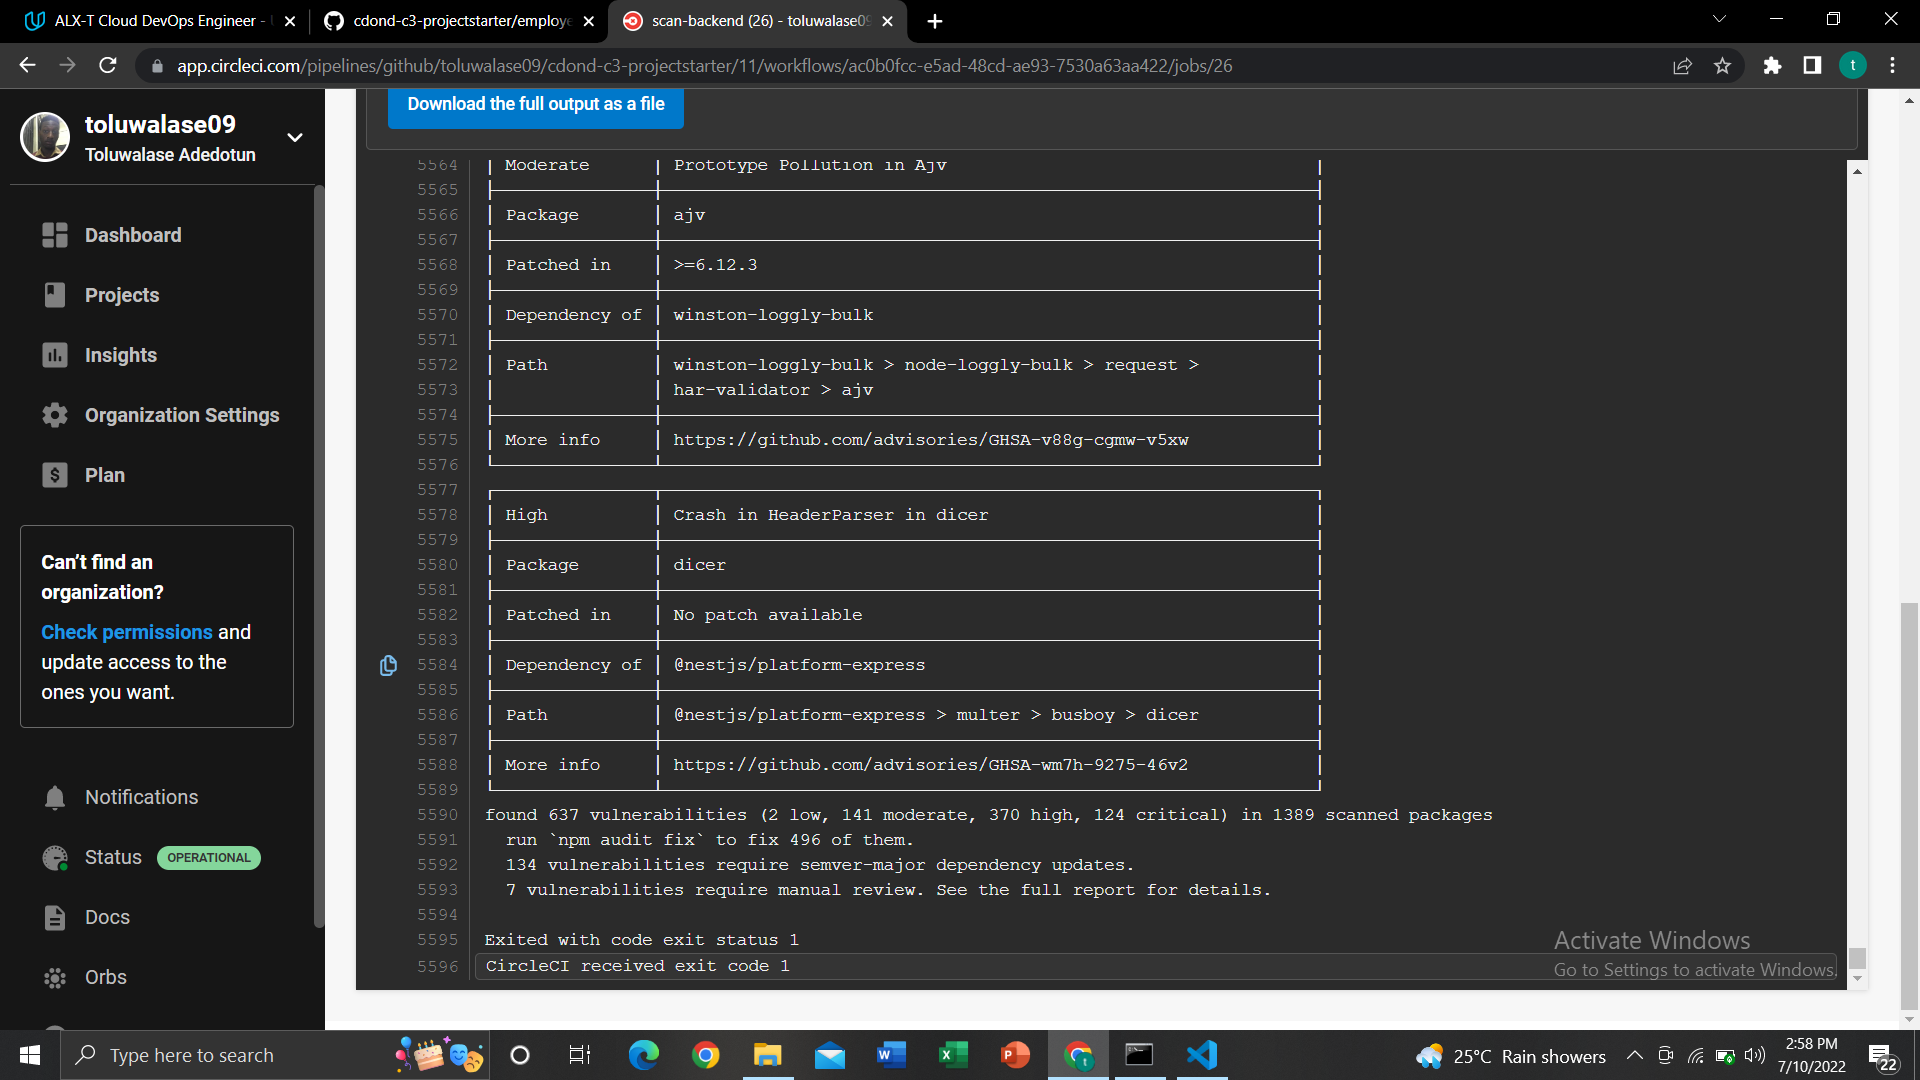 ALX-T Cloud DevOps Engineer -
cdond-c3-projectstarter/employe
scan-backend (26) - toluwalase09
app.circleci.com/pipelines/github/toluwalase09/cdond-c3-projectstarter/11/workflows/ac0b0fcc-e5ad-48cd-ae93-7530a63aa422/jobs/26
t
toluwalase09
Toluwalase Adedotun
Dashboard
Projects
Insights
Organization Settings
Plan
Can't find an
organization?
Check permissions and
update access to the
ones you want.
Notifications
Status OPERATIONAL
Docs
Orbs
Download the full output as a file
5564 | Moderate | Prototype Pollution in Ajv |
5565
5566 | Package | ajv |
5567
5568 | Patched in | >=6.12.3 |
5569
5570 | Dependency of | winston-loggly-bulk |
5571
5572 | Path | winston-loggly-bulk > node-loggly-bulk > request > |
5573 | | har-validator > ajv |
5574
5575 | More info | https://github.com/advisories/GHSA-v88g-cgmw-v5xw |
5576
5577
5578 | High | Crash in HeaderParser in dicer |
5579
5580 | Package | dicer |
5581
5582 | Patched in | No patch available |
5583
5584 | Dependency of | @nestjs/platform-express |
5585
5586 | Path | @nestjs/platform-express > multer > busboy > dicer |
5587
5588 | More info | https://github.com/advisories/GHSA-wm7h-9275-46v2 |
5589
5590 found 637 vulnerabilities (2 low, 141 moderate, 370 high, 124 critical) in 1389 scanned packages
5591 run `npm audit fix` to fix 496 of them.
5592 134 vulnerabilities require semver-major dependency updates.
5593 7 vulnerabilities require manual review. See the full report for details.
5594
5595 Exited with code exit status 1
5596 CircleCI received exit code 1
Activate Windows
Go to Settings to activate Windows.
Type here to search
25°C Rain showers
2:58 PM
7/10/2022
22